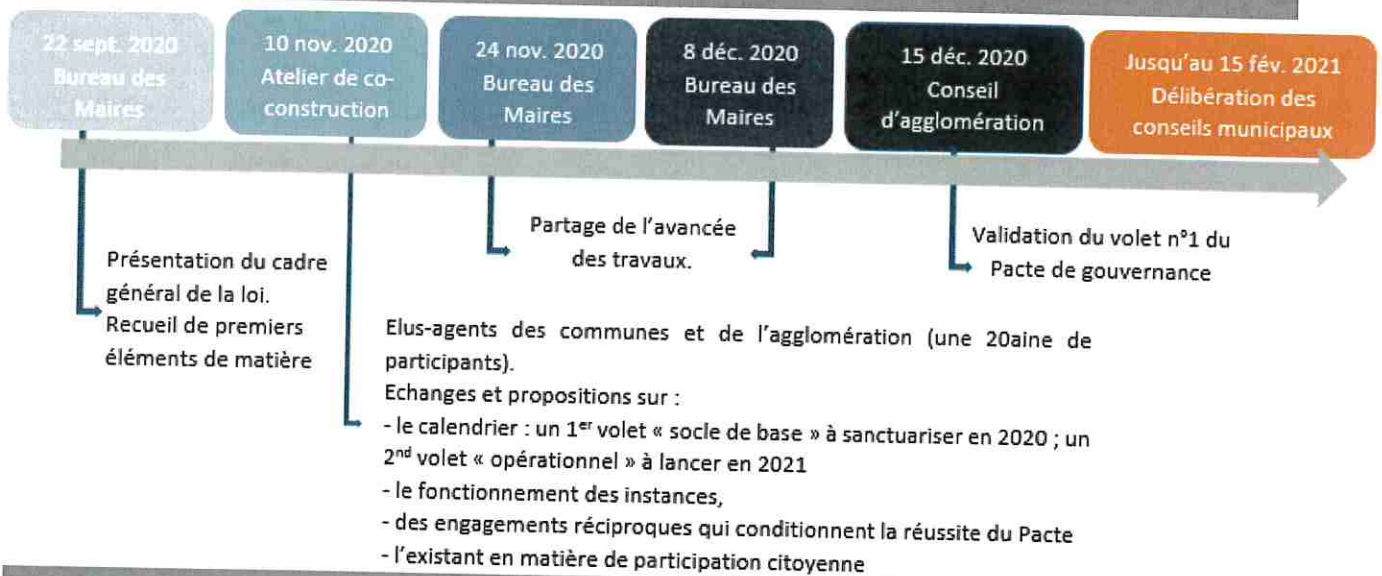 22 sept. 2020
Bureau des
Maires
10 nov. 2020
Atelier de co-
construction
24 nov. 2020
Bureau des
Maires
8 déc. 2020
Bureau des
Maires
15 déc. 2020
Conseil
d'agglomération
Jusqu'au 15 fév. 2021
Délibération des
conseils municipaux
Présentation du cadre
général de la loi.
Recueil de premiers
éléments de matière
Partage de l'avancée
des travaux.
Validation du volet n°1 du
Pacte de gouvernance
Elus-agents des communes et de l'agglomération (une 20aine de
participants).
Echanges et propositions sur :
- le calendrier : un 1er volet « socle de base » à sanctuariser en 2020 ; un
2nd volet « opérationnel » à lancer en 2021
- le fonctionnement des instances,
- des engagements réciproques qui conditionnent la réussite du Pacte
- l'existant en matière de participation citoyenne